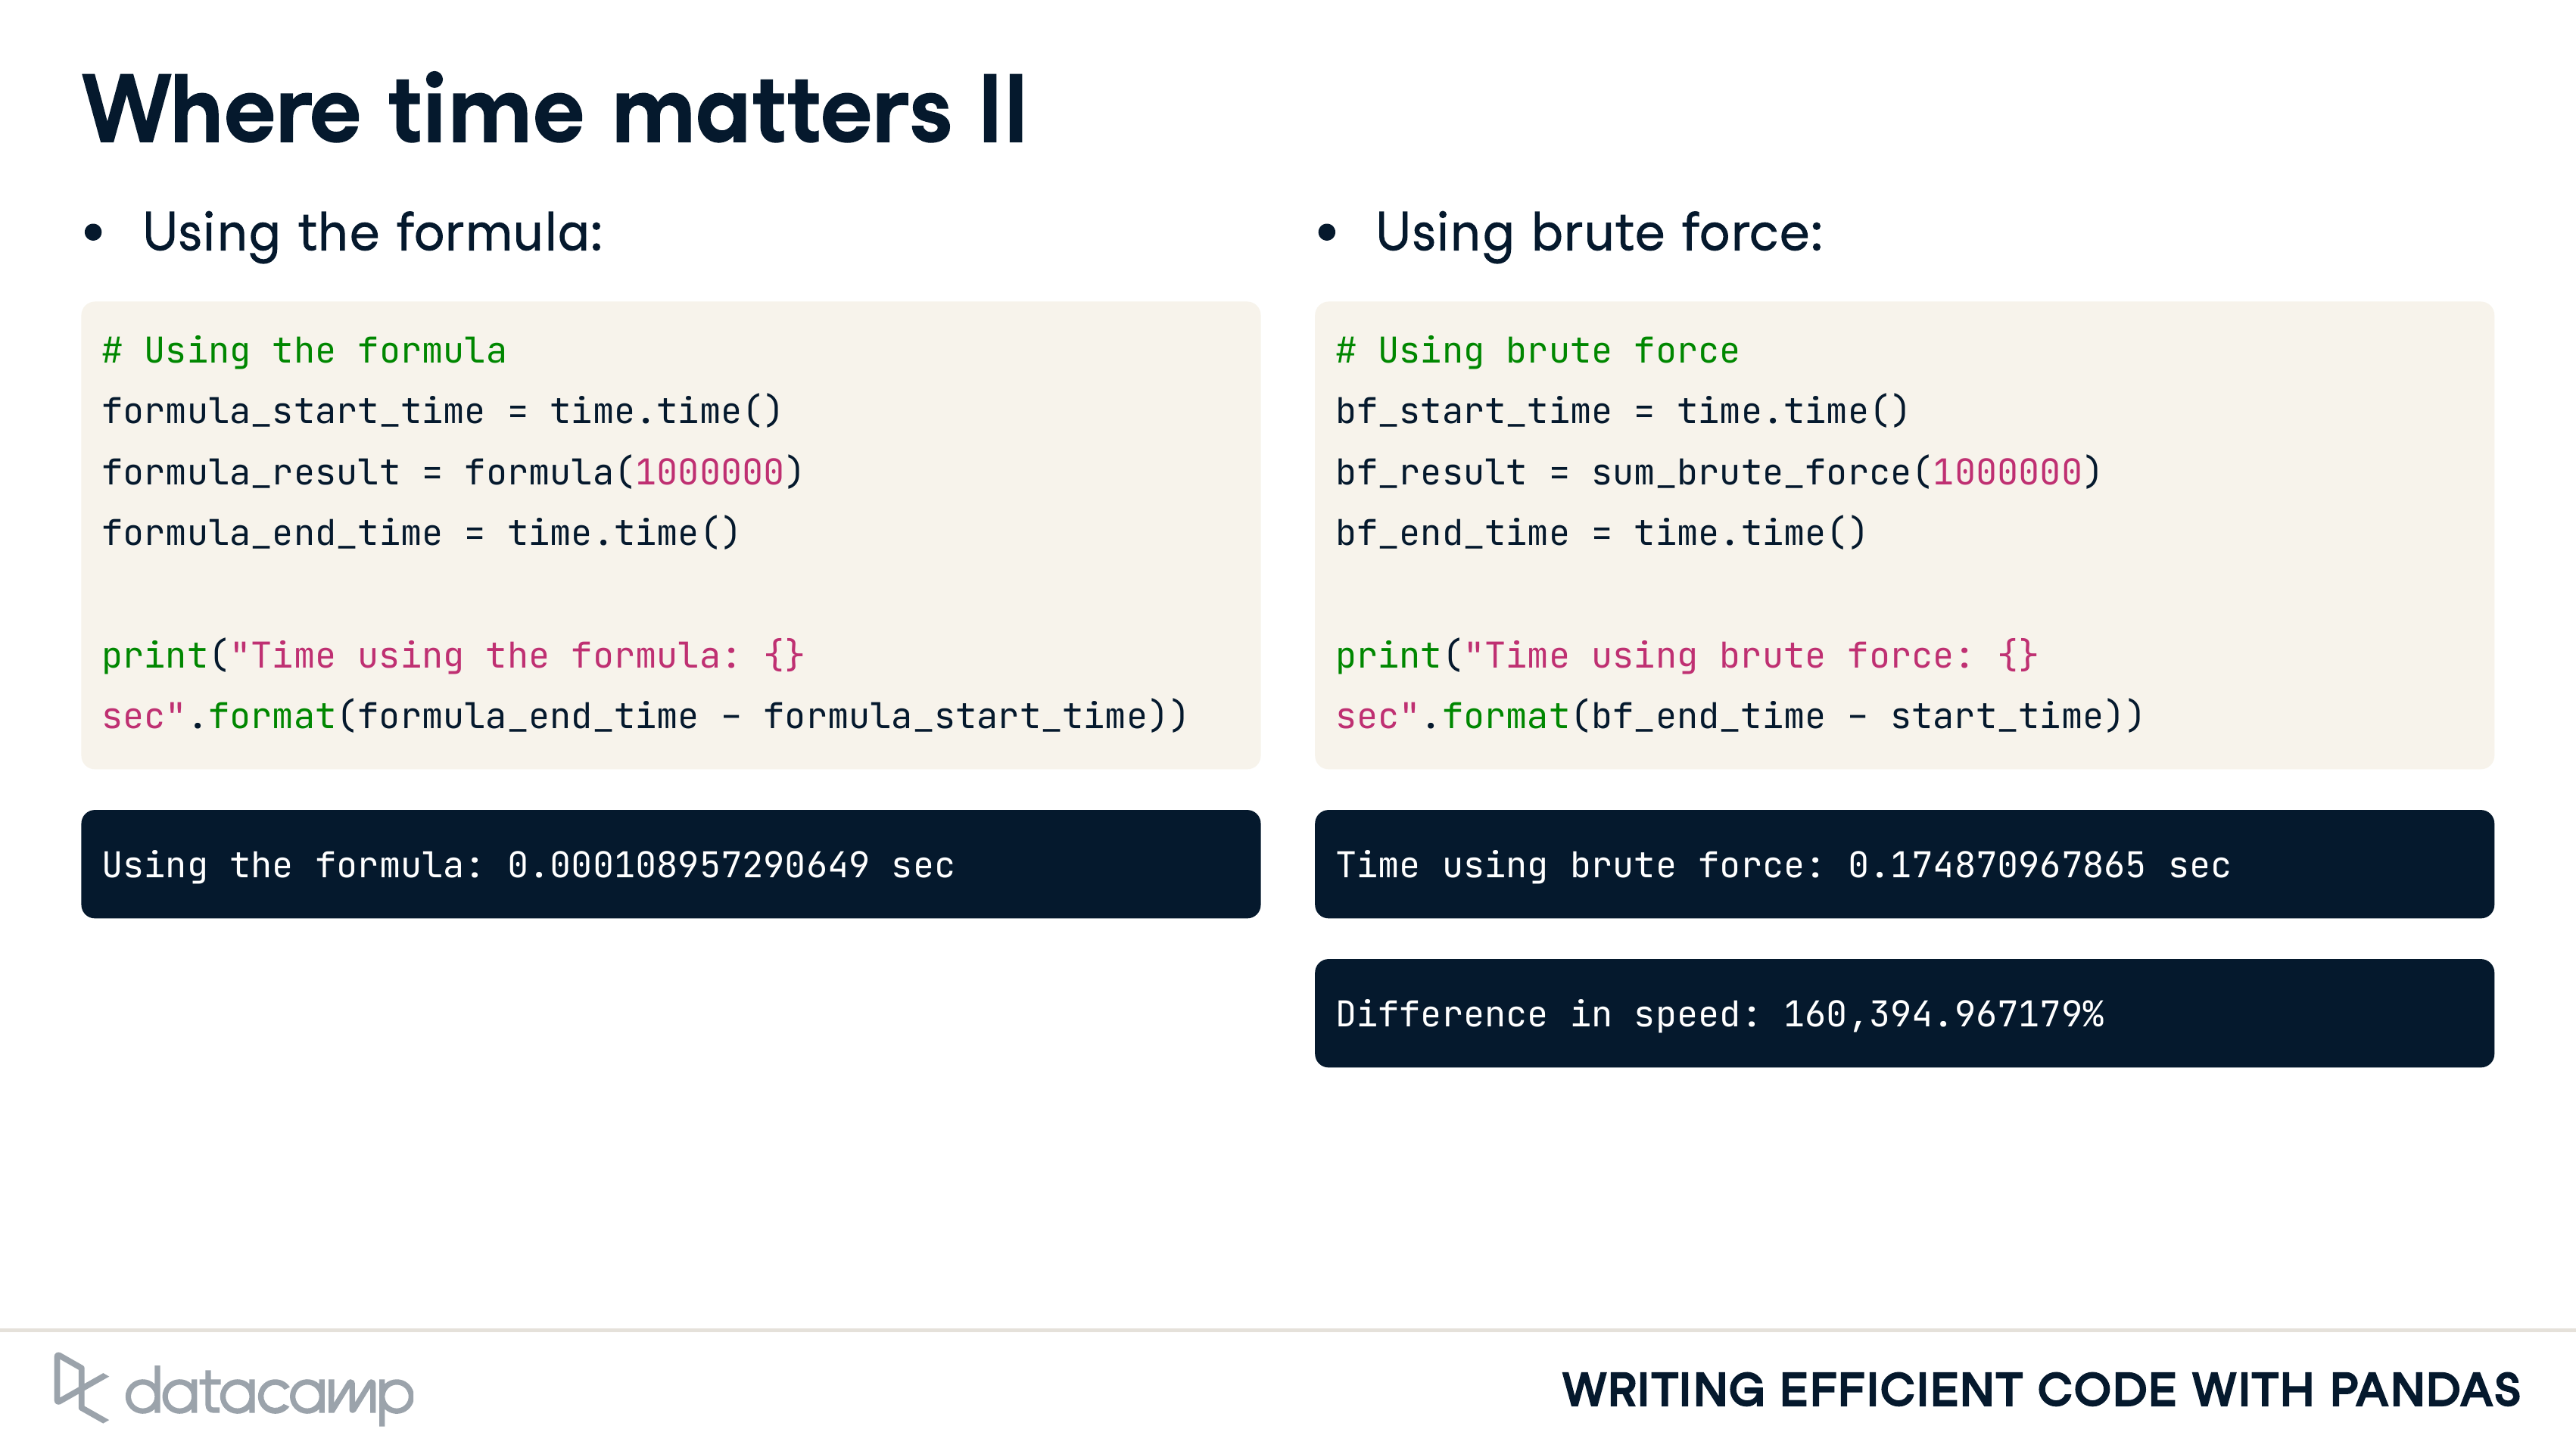 Where time matters II
• Using the formula:
# Using the formula
formula_start_time = time.time()
formula_result = formula(1000000)
formula_end_time = time.time()
print("Time using the formula: {}
sec".format(formula_end_time - formula_start_time))
Using the formula: 0.000108957290649 sec
• Using brute force:
# Using brute force
bf_start_time = time.time()
bf_result = sum_brute_force(1000000)
bf_end_time = time.time()
print("Time using brute force: {}
sec".format(bf_end_time - start_time))
Time using brute force: 0.174870967865 sec
Difference in speed: 160,394.967179%
datacamp
WRITING EFFICIENT CODE WITH PANDAS